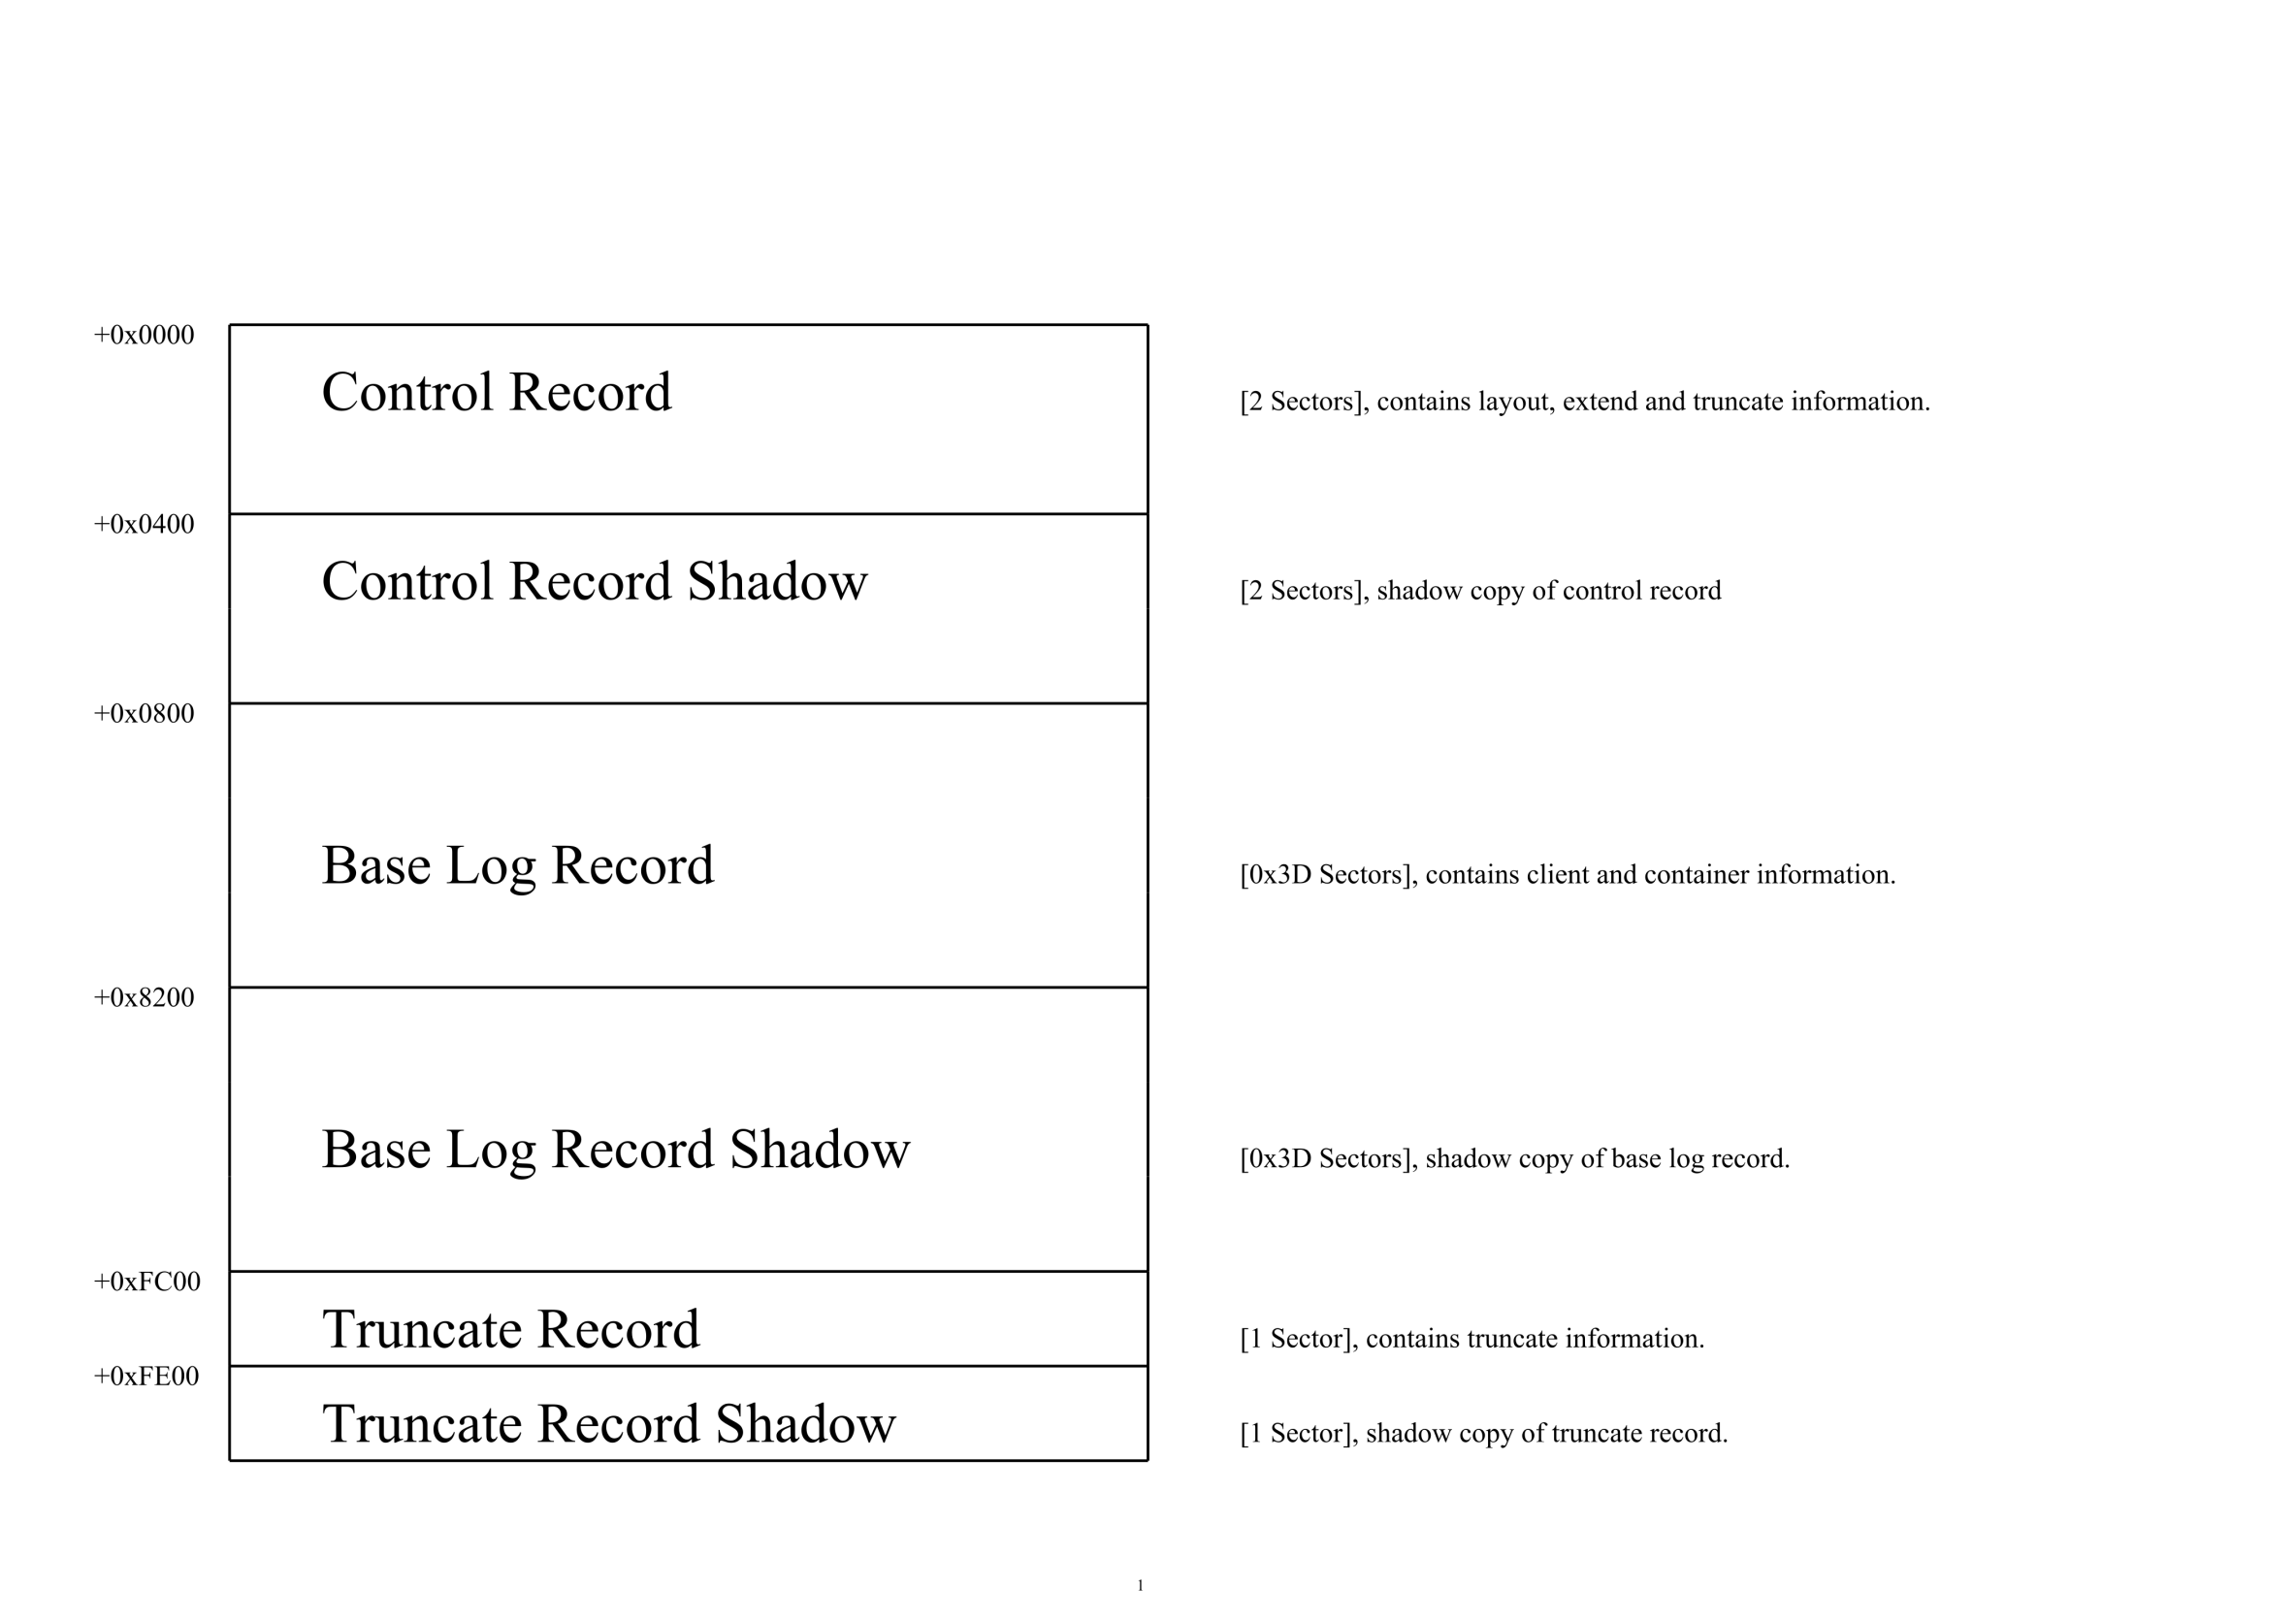 +0x0000
Control Record
[2 Sectors], contains layout, extend and truncate information.
+0x0400
Control Record Shadow
[2 Sectors], shadow copy of control record
+0x0800
Base Log Record
[0x3D Sectors], contains client and container information.
+0x8200
Base Log Record Shadow
[0x3D Sectors], shadow copy of base log record.
+0xFC00
Truncate Record
[1 Sector], contains truncate information.
+0xFE00
Truncate Record Shadow
[1 Sector], shadow copy of truncate record.
1